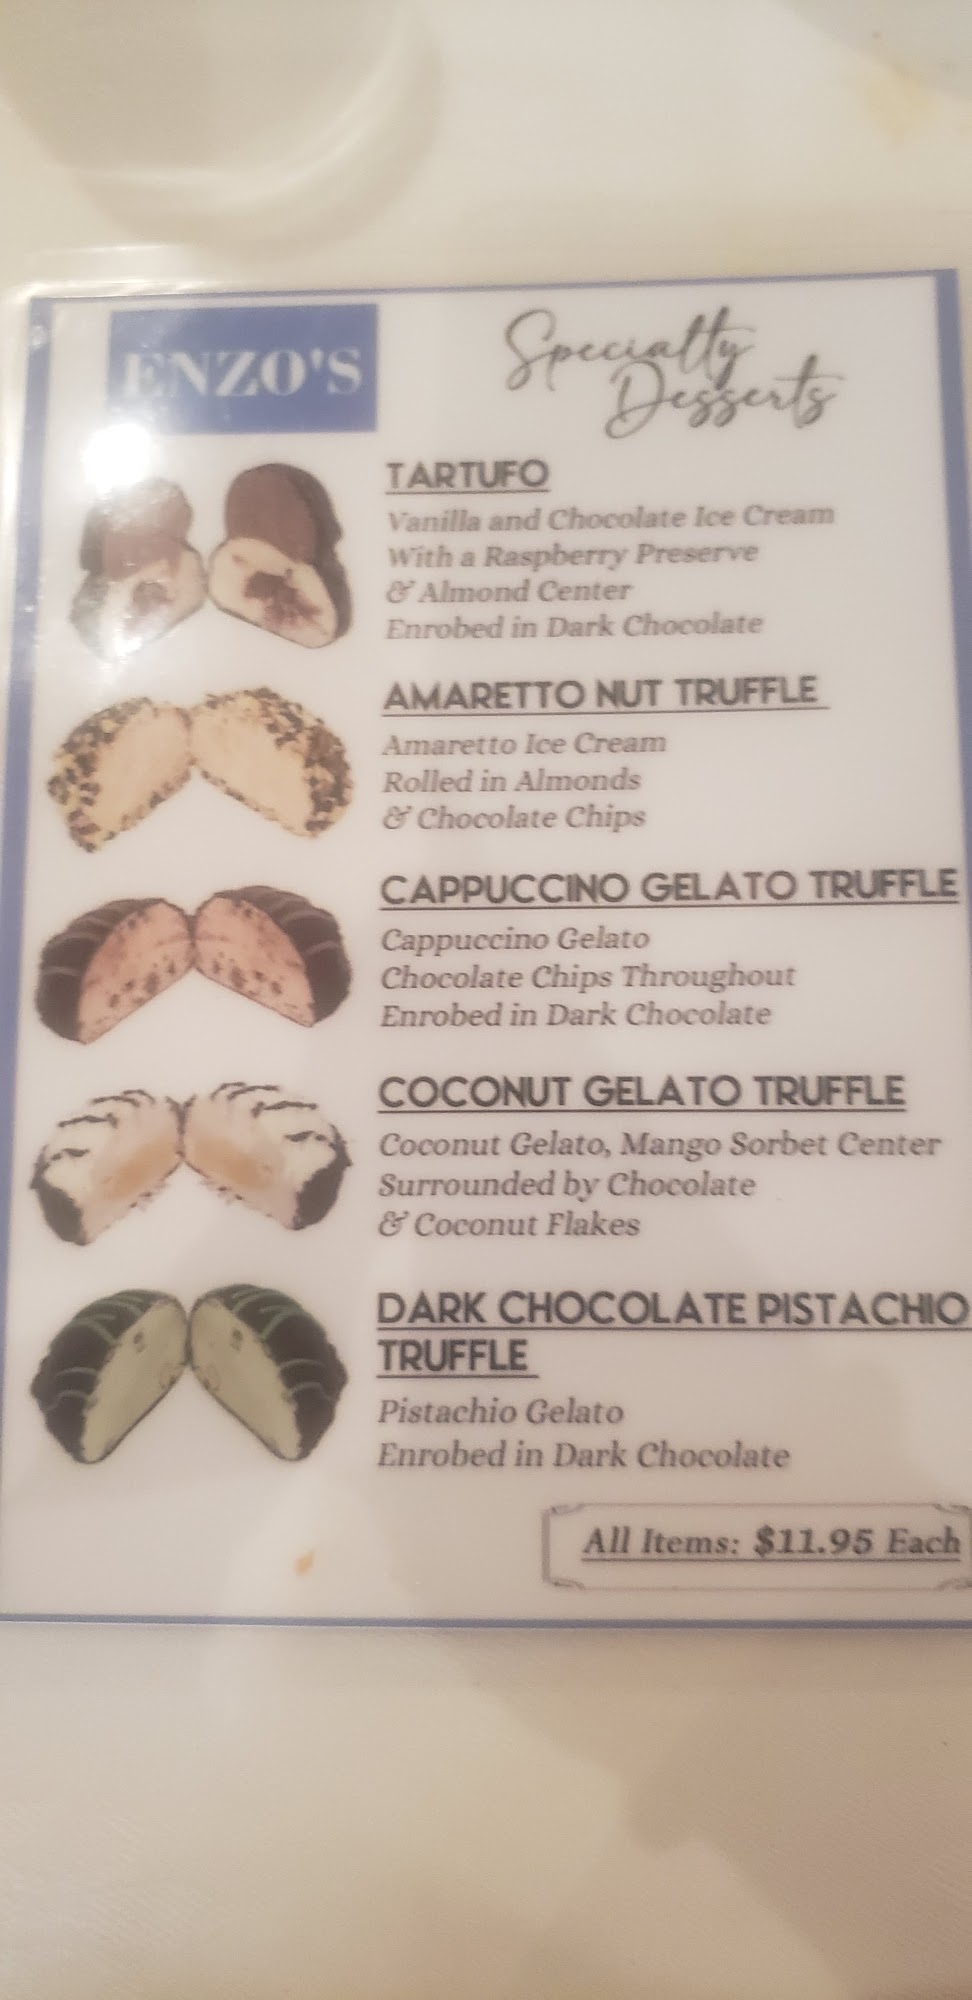 ENZO'S
Specialty
Desserts
TARTUFO
Vanilla and Chocolate Ice Cream
With a Raspberry Preserve
& Almond Center
Enrobed in Dark Chocolate
AMARETTO NUT TRUFFLE
Amaretto Ice Cream
Rolled in Almonds
& Chocolate Chips
CAPPUCCINO GELATO TRUFFLE
Cappuccino Gelato
Chocolate Chips Throughout
Enrobed in Dark Chocolate
COCONUT GELATO TRUFFLE
Coconut Gelato, Mango Sorbet Center
Surrounded by Chocolate
& Coconut Flakes
DARK CHOCOLATE PISTACHIO
TRUFFLE
Pistachio Gelato
Enrobed in Dark Chocolate
All Items: $11.95 Each